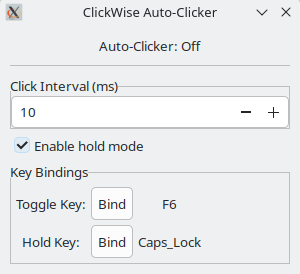 ClickWise Auto-Clicker
Auto-Clicker: Off
Click Interval (ms)
10
Enable hold mode
Key Bindings
Toggle Key: Bind F6
Hold Key: Bind Caps_Lock